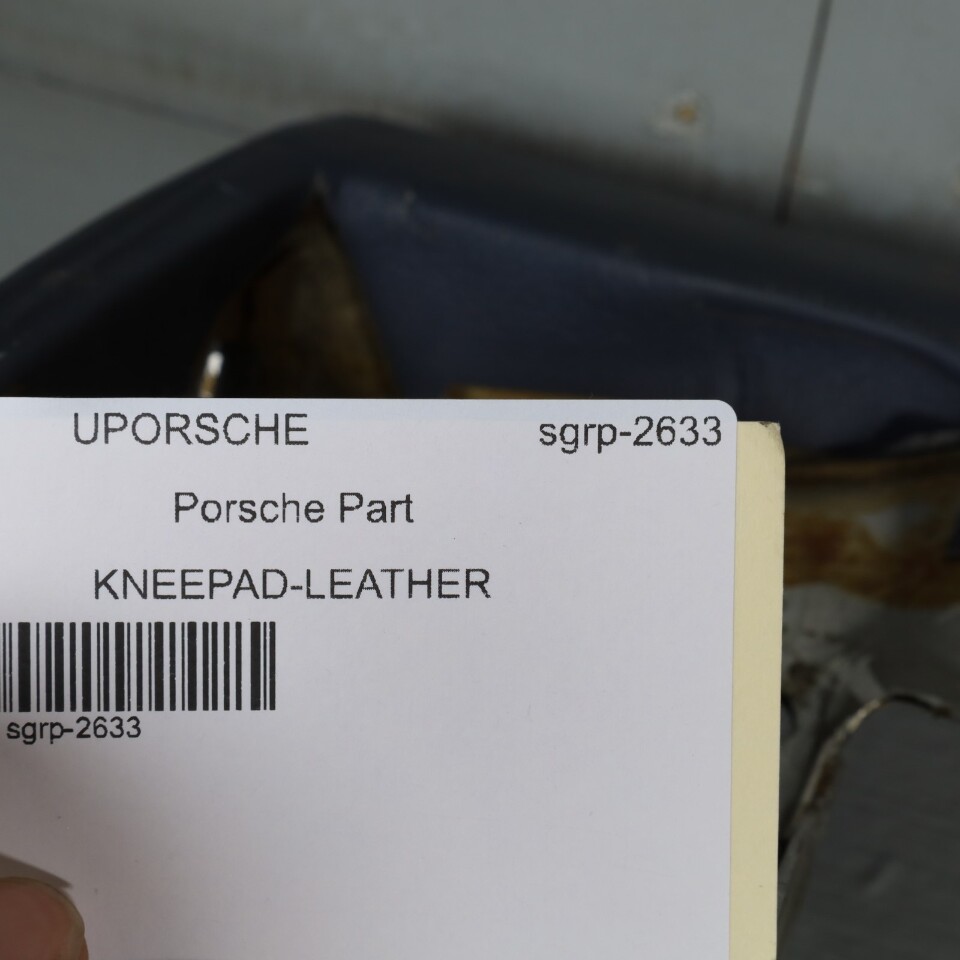 UPORSCHE sgrp-2633
Porsche Part
KNEEPAD-LEATHER
sgrp-2633